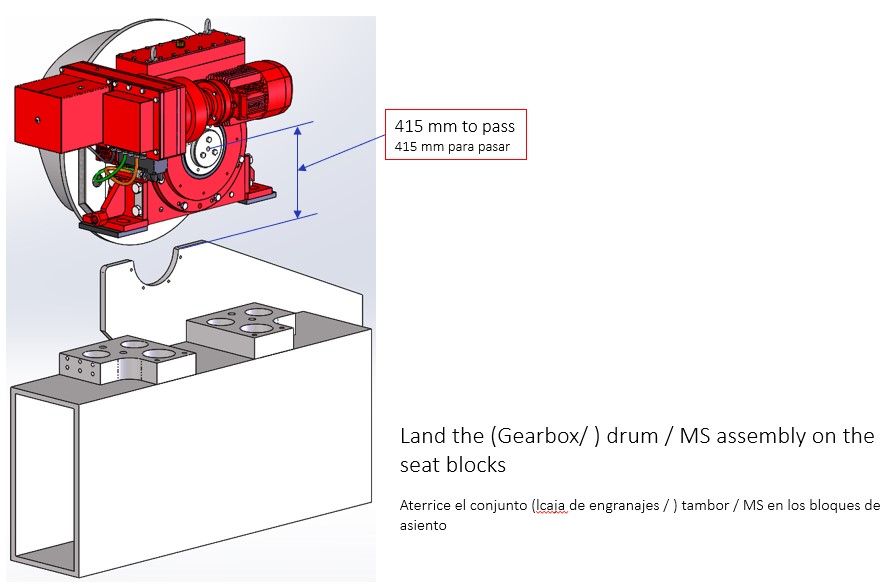 415 mm to pass
415 mm para pasar
Land the (Gearbox/ ) drum / MS assembly on the
seat blocks
Aterrice el conjunto (lcaja de engranajes / ) tambor / MS en los bloques de
asiento